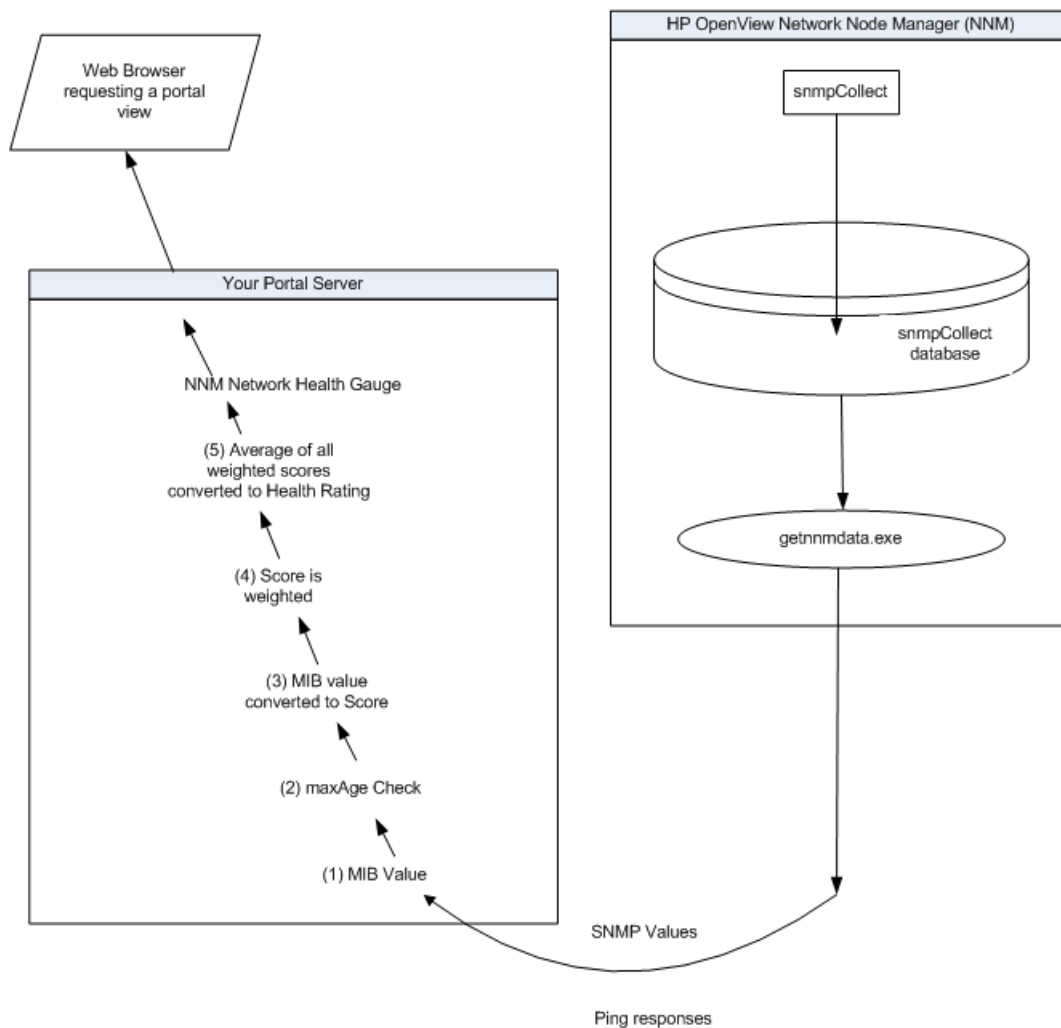 HP OpenView Network Node Manager (NNM)
Web Browser
requesting a portal
view
snmpCollect
snmpCollect
database
Your Portal Server
NNM Network Health Gauge
(5) Average of all
weighted scores
converted to Health Rating
getnnmdata.exe
(4) Score is
weighted
(3) MIB value
converted to Score
(2) maxAge Check
(1) MIB Value
SNMP Values
Ping responses